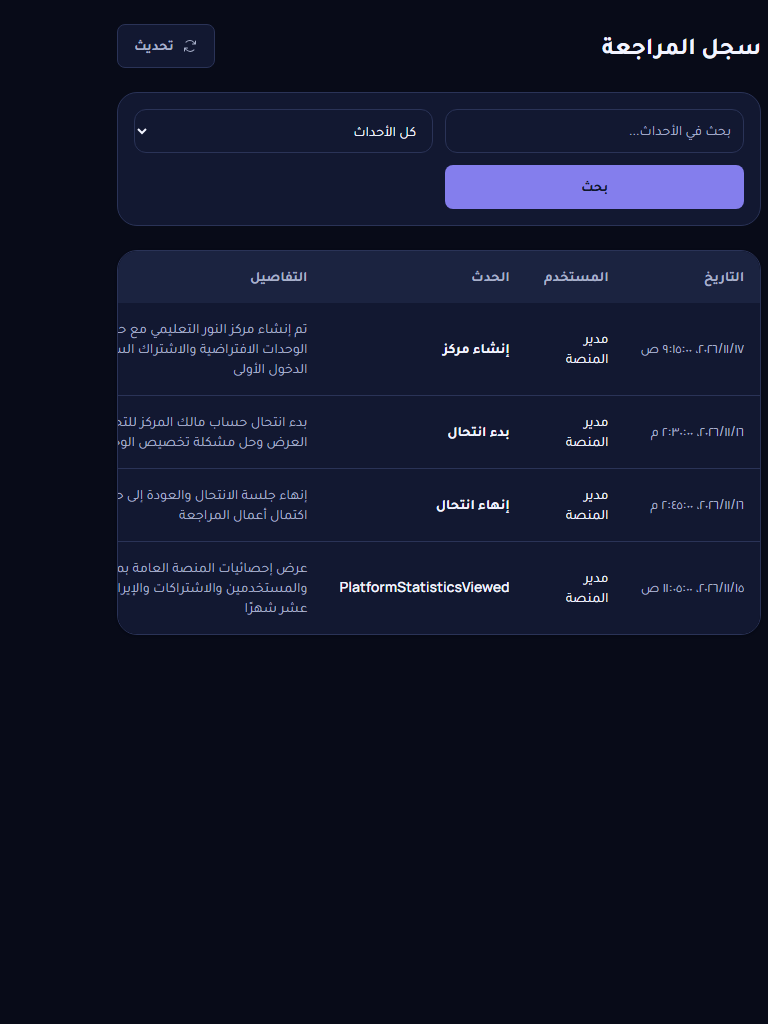 سجل المراجعة
تحديث
بحث في الأحداث...
كل الأحداث
بحث
التاريخ المستخدم الحدث التفاصيل
١٧‏/١١‏/٢٠٢٦، ٩:١٥:٠٠ ص
مدير
المنصة
إنشاء مركز
تم إنشاء مركز النور التعليمي مع
الوحدات الافتراضية والاشتراك
الدخول الأولى
١٦‏/١١‏/٢٠٢٦، ٢:٣٠:٠٠ م
مدير
المنصة
بدء انتحال
بدء انتحال حساب مالك المركز
العرض وحل مشكلة تخصيص
١٦‏/١١‏/٢٠٢٦، ٢:٤٥:٠٠ م
مدير
المنصة
إنهاء انتحال
إنهاء جلسة الانتحال والعودة إلى
اكتمال أعمال المراجعة
١٥‏/١١‏/٢٠٢٦، ١١:٠٥:٠٠ ص
مدير
المنصة
PlatformStatisticsViewed
عرض إحصائيات المنصة العامة
والمستخدمين والاشتراكات
عشر شهرًا